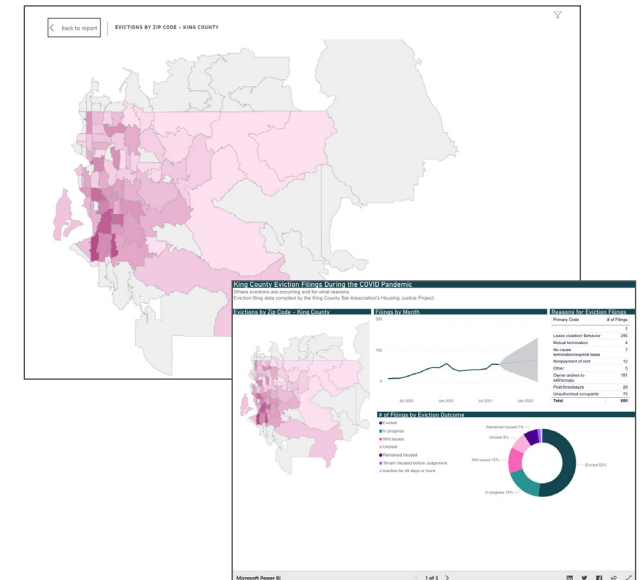 Back to report
EVICTIONS BY ZIP CODE – KING COUNTY
King County Eviction Filings During the COVID Pandemic
Where evictions are occurring and for what reasons.
Eviction filing data compiled by the King County Bar Association's Housing Justice Project.
Evictions by Zip Code – King County
Filings by Month
200
100
0
Jul 2020 Jan 2021 Jul 2021 Jan 2022
Reasons for Eviction Filings
Primary Code # of Filings
1
Lease violation/ Behavior 295
Mutual termination 4
No cause 7
termination/expired lease
Nonpayment of rent 12
Other 5
Owner wishes to 181
sell/occupy
Post-foreclosure 29
Unauthorized occupants 75
Total 609
# of Filings by Eviction Outcome
Evicted
In progress
Writ issued
Unclear
Remained housed
Tenant Vacated before Judgement
Inactive for 45 days or more
Remained housed 7%
Unclear 8%
Writ issued 12%
In progress 19%
Evicted 52%
Microsoft Power BI
1 of 3